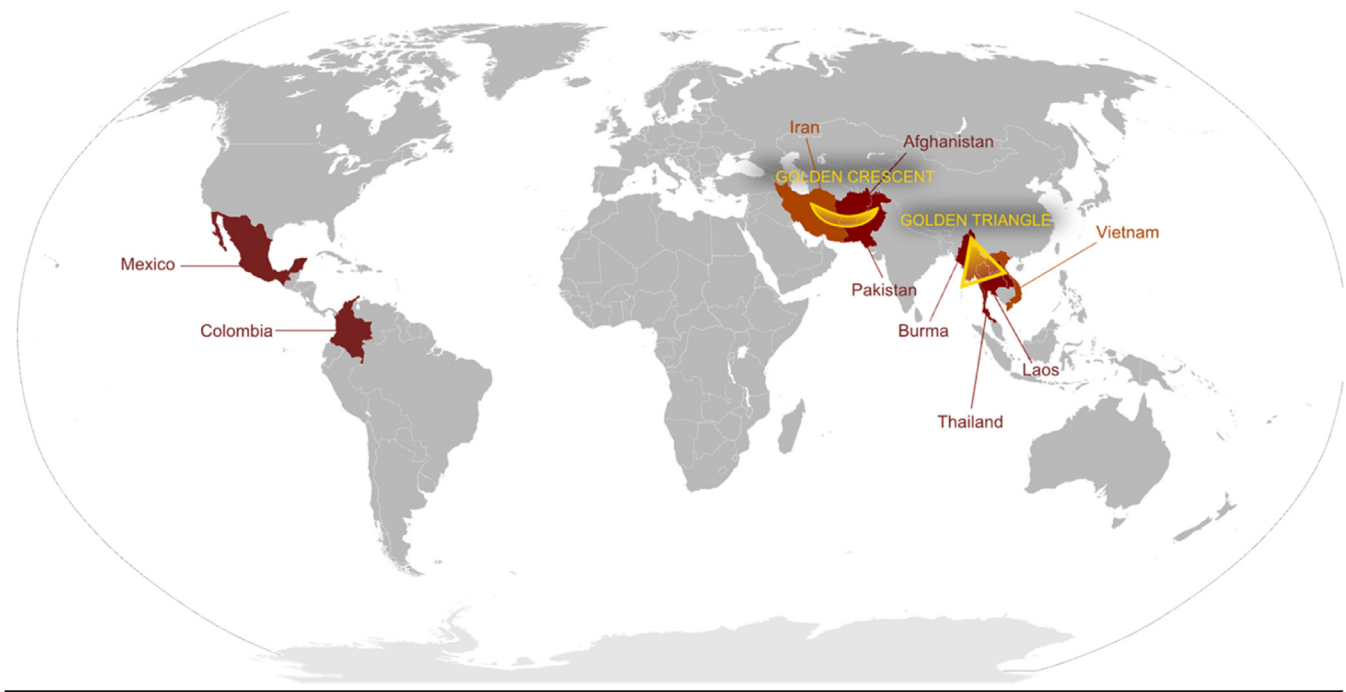 Iran
Afghanistan
GOLDEN CRESCENT
GOLDEN TRIANGLE
Vietnam
Mexico
Pakistan
Colombia
Burma
Laos
Thailand